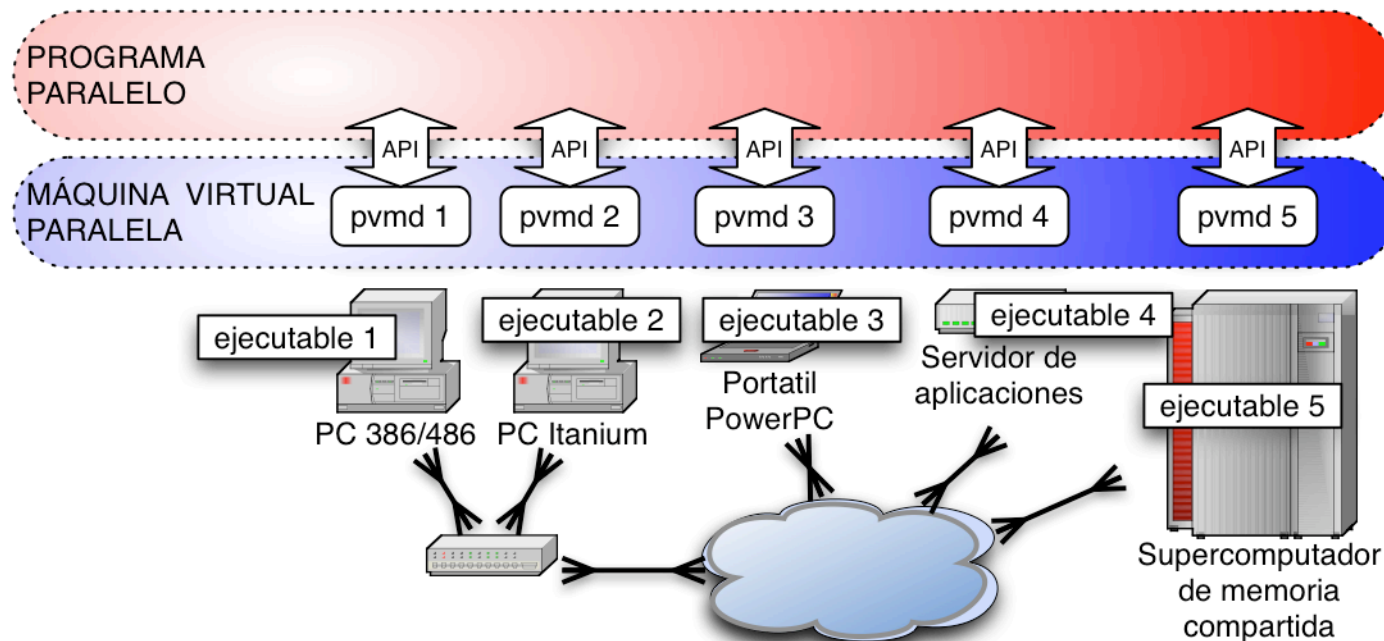 PROGRAMA
PARALELO
API
API
API
API
API
MÁQUINA VIRTUAL
PARALELA
pvmd 1
pvmd 2
pvmd 3
pvmd 4
pvmd 5
ejecutable 1
ejecutable 2
ejecutable 3
ejecutable 4
ejecutable 5
PC 386/486
PC Itanium
Portatil
PowerPC
Servidor de
aplicaciones
Supercomputador
de memoria
compartida